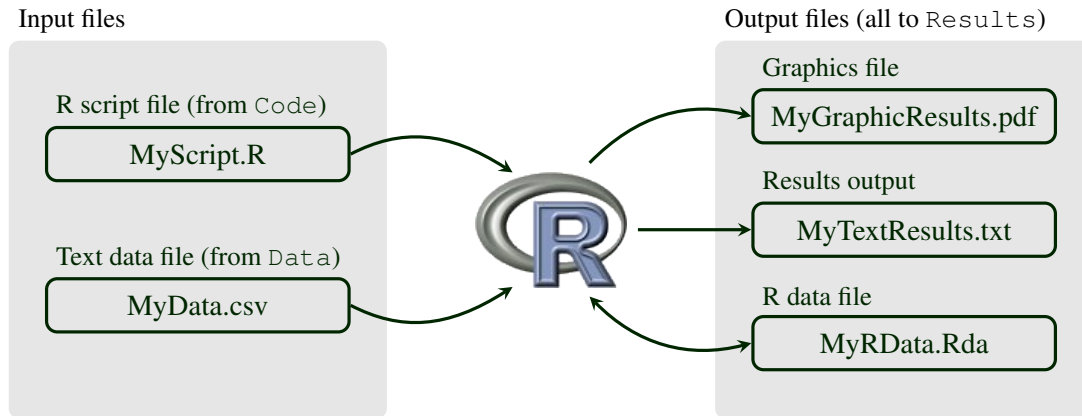 Input files
R script file (from Code)
MyScript.R
Text data file (from Data)
MyData.csv
R
Output files (all to Results)
Graphics file
MyGraphicResults.pdf
Results output
MyTextResults.txt
R data file
MyRData.Rda